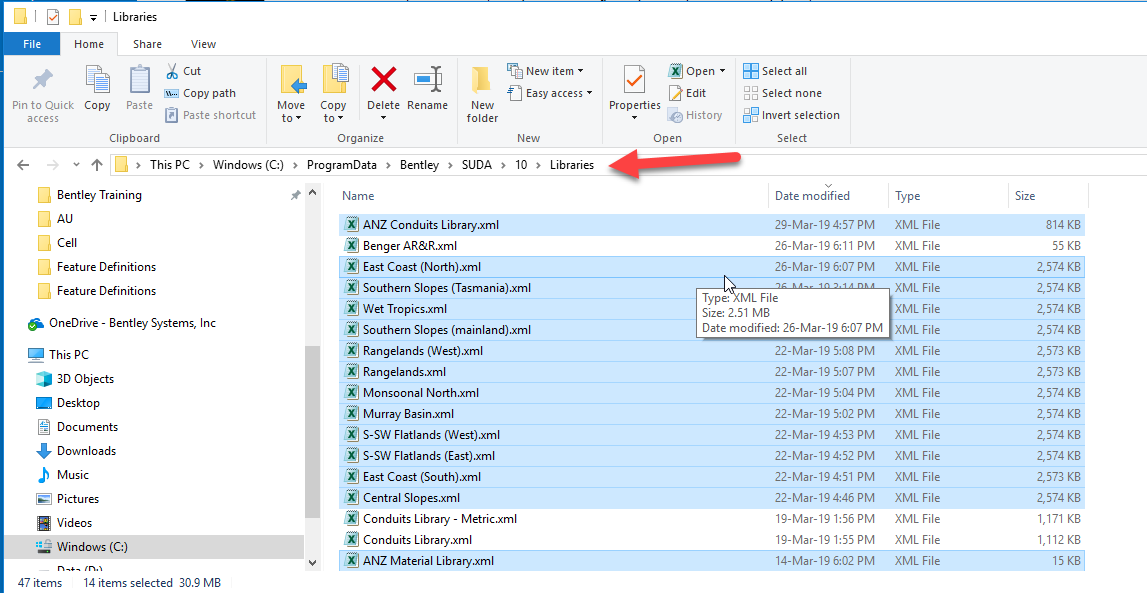 Libraries
File Home Share View
Pin to Quick access
Copy
Paste
Cut
Copy path
Paste shortcut
Clipboard
Move to
Copy to
Delete
Rename
Organize
New folder
New item
Easy access
New
Properties
Open
Edit
History
Open
Select all
Select none
Invert selection
Select
This PC > Windows (C:) > ProgramData > Bentley > SUDA > 10 > Libraries
Bentley Training
AU
Cell
Feature Definitions
Feature Definitions
OneDrive - Bentley Systems, Inc
This PC
3D Objects
Desktop
Documents
Downloads
Music
Pictures
Videos
Windows (C:)
Data (D:)
Name Date modified Type Size
ANZ Conduits Library.xml 29-Mar-19 4:57 PM XML File 814 KB
Benger AR&R.xml 26-Mar-19 6:11 PM XML File 55 KB
East Coast (North).xml 26-Mar-19 6:07 PM XML File 2,574 KB
Southern Slopes (Tasmania).xml 26-Mar-19 3:14 PM XML File 2,574 KB
Wet Tropics.xml XML File 2,574 KB
Southern Slopes (mainland).xml XML File 2,574 KB
Rangelands (West).xml 22-Mar-19 5:08 PM XML File 2,573 KB
Rangelands.xml 22-Mar-19 5:07 PM XML File 2,573 KB
Monsoonal North.xml 22-Mar-19 5:04 PM XML File 2,574 KB
Murray Basin.xml 22-Mar-19 5:02 PM XML File 2,574 KB
S-SW Flatlands (West).xml 22-Mar-19 4:53 PM XML File 2,574 KB
S-SW Flatlands (East).xml 22-Mar-19 4:52 PM XML File 2,574 KB
East Coast (South).xml 22-Mar-19 4:51 PM XML File 2,573 KB
Central Slopes.xml 22-Mar-19 4:46 PM XML File 2,574 KB
Conduits Library - Metric.xml 19-Mar-19 1:56 PM XML File 1,171 KB
Conduits Library.xml 19-Mar-19 1:55 PM XML File 1,112 KB
ANZ Material Library.xml 14-Mar-19 6:02 PM XML File 15 KB
Type: XML File
Size: 2.51 MB
Date modified: 26-Mar-19 6:07 PM
47 items 14 items selected 30.9 MB